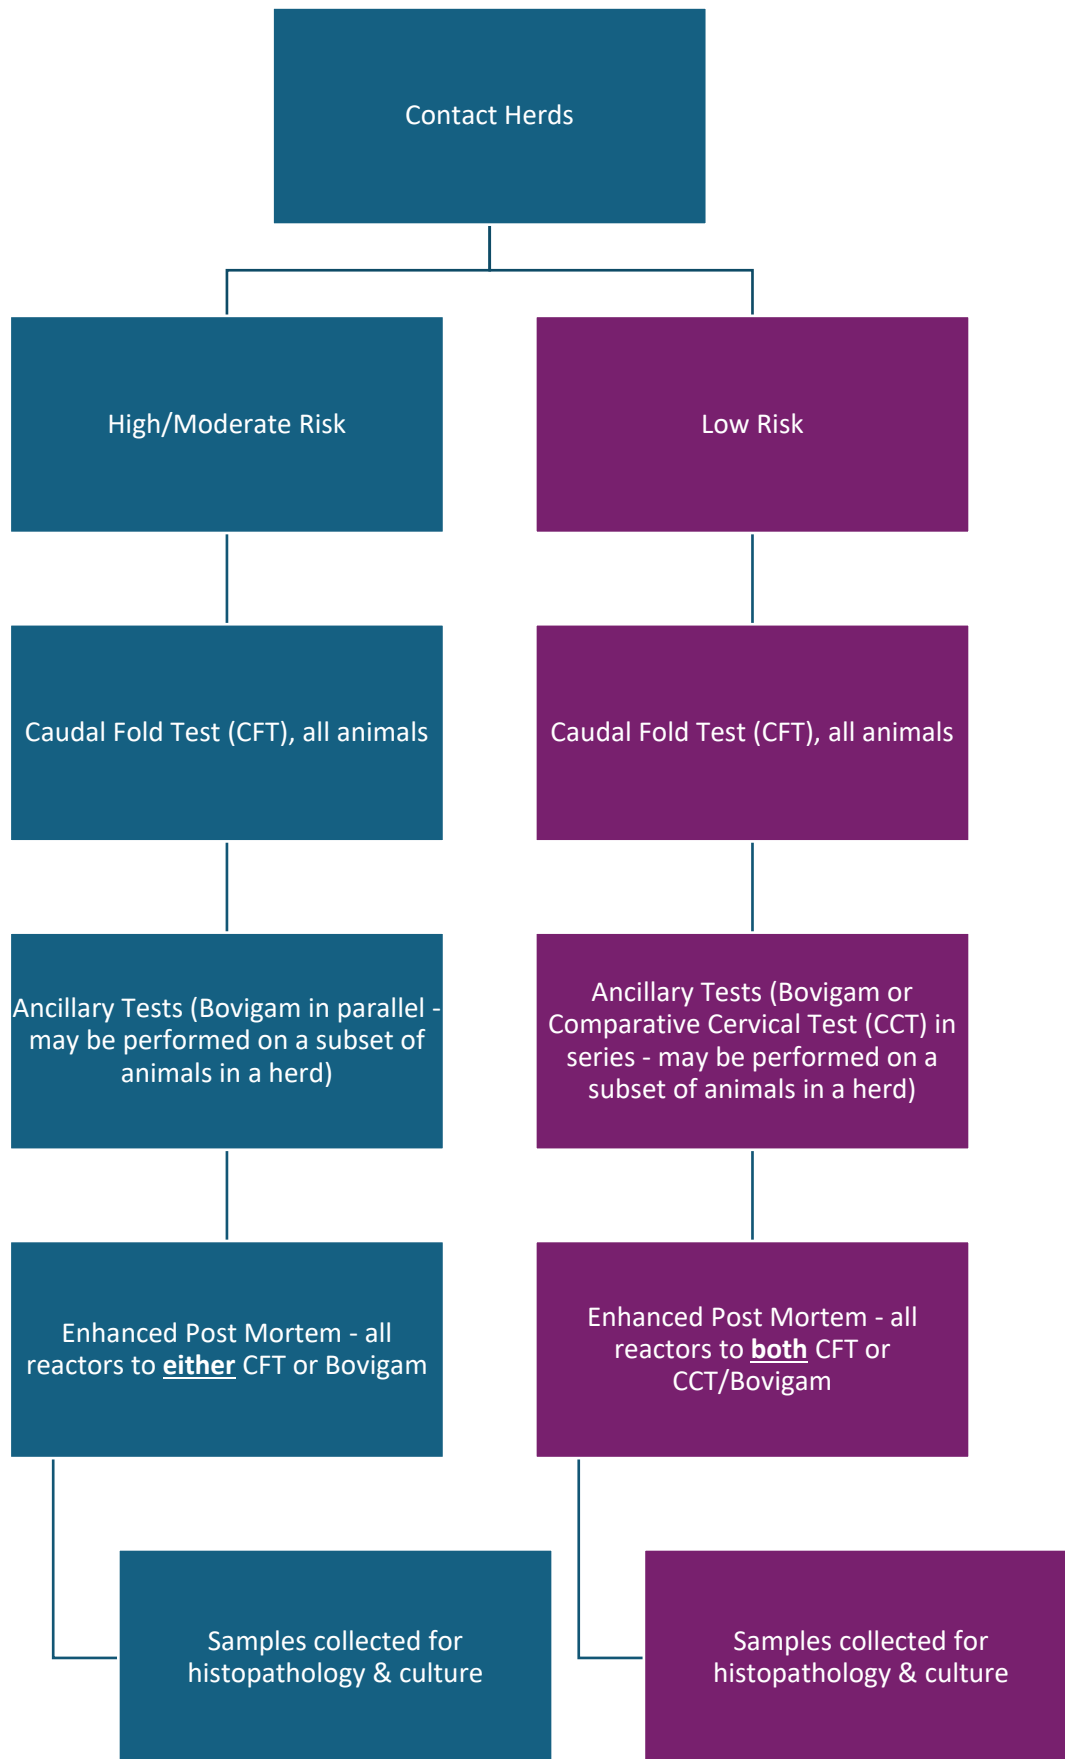 Contact Herds
High/Moderate Risk
Low Risk
Caudal Fold Test (CFT), all animals
Caudal Fold Test (CFT), all animals
Ancillary Tests (Bovigam in parallel -
may be performed on a subset of
animals in a herd)
Ancillary Tests (Bovigam or
Comparative Cervical Test (CCT) in
series - may be performed on a
subset of animals in a herd)
Enhanced Post Mortem - all
reactors to either CFT or Bovigam
Enhanced Post Mortem - all
reactors to both CFT or
CCT/Bovigam
Samples collected for
histopathology & culture
Samples collected for
histopathology & culture